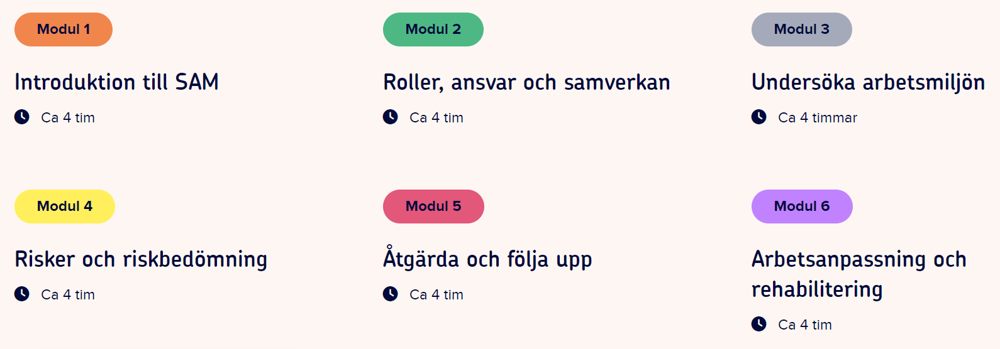 Modul 1
Introduktion till SAM
Ca 4 tim
Modul 2
Roller, ansvar och samverkan
Ca 4 tim
Modul 3
Undersöka arbetsmiljön
Ca 4 timmar
Modul 4
Risker och riskbedömning
Ca 4 tim
Modul 5
Åtgärda och följa upp
Ca 4 tim
Modul 6
Arbetsanpassning och
rehabilitering
Ca 4 tim